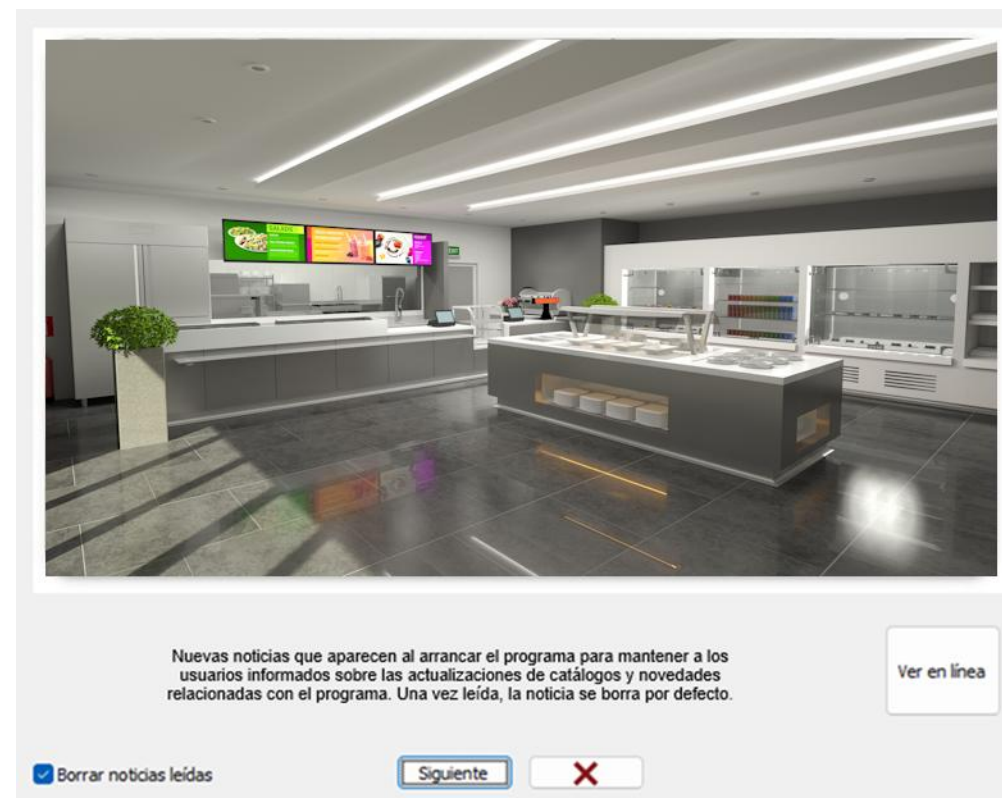 SALADS
EXIT
Nuevas noticias que aparecen al arrancar el programa para mantener a los
usuarios informados sobre las actualizaciones de catálogos y novedades
relacionadas con el programa. Una vez leída, la noticia se borra por defecto.
Ver en línea
Borrar noticias leídas
Siguiente